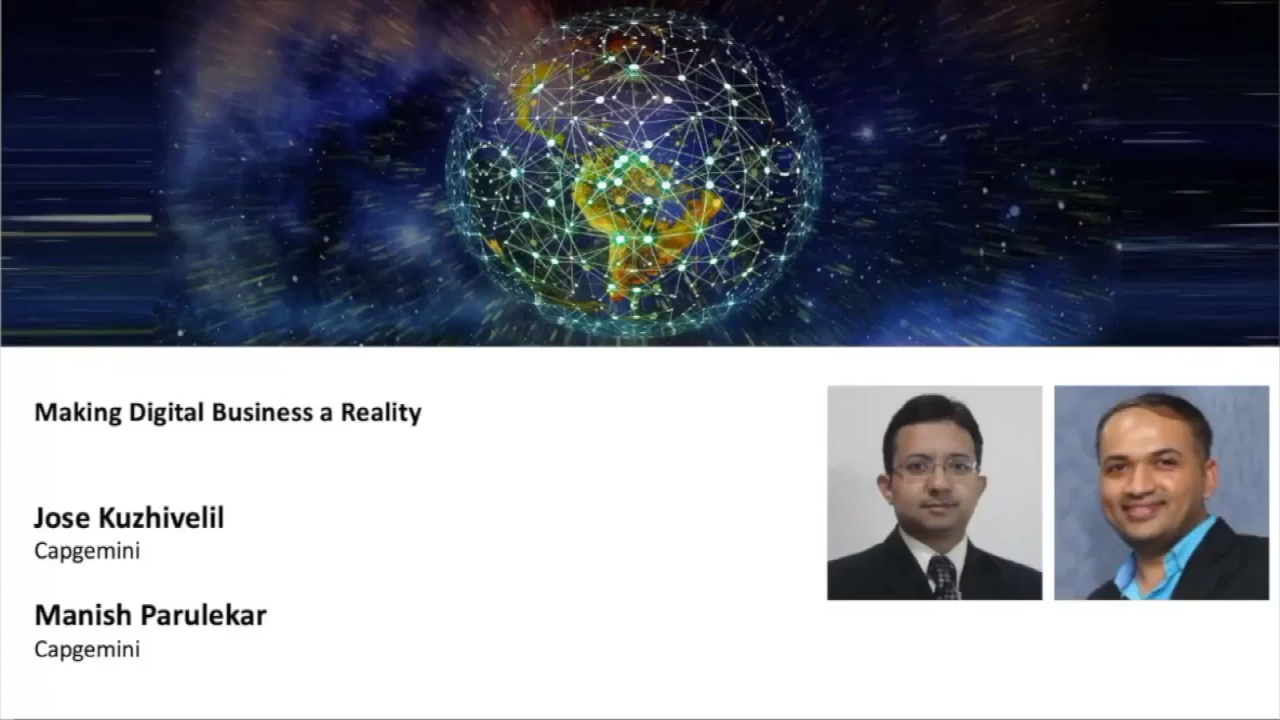 Making Digital Business a Reality
Jose Kuzhivelil
Capgemini
Manish Parulekar
Capgemini